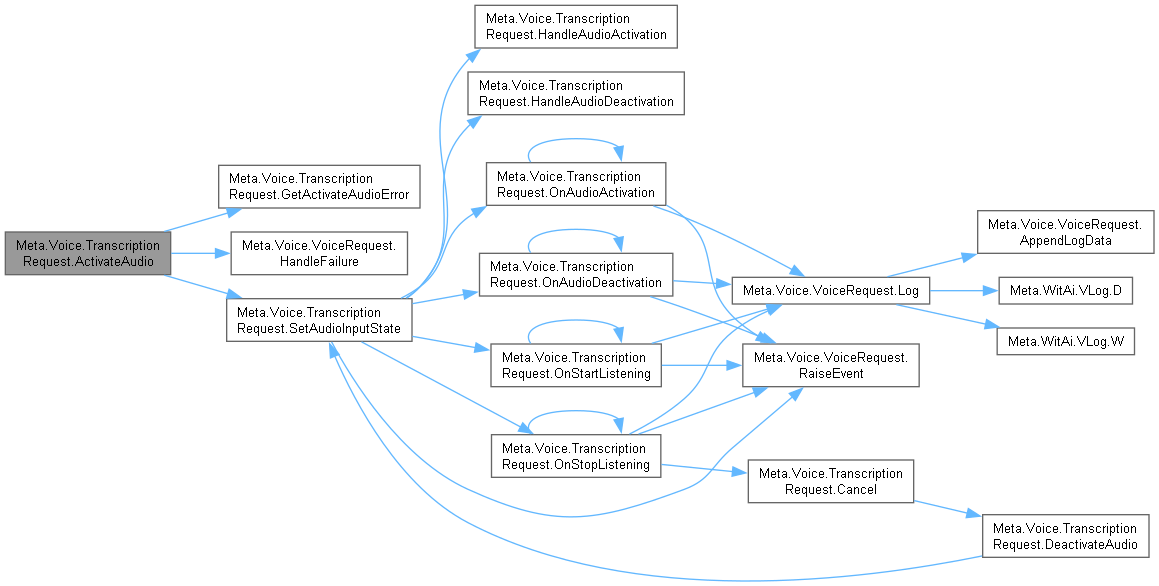 Meta.Voice.Transcription
Request.ActivateAudio
Meta.Voice.Transcription
Request.GetActivateAudioError
Meta.Voice.VoiceRequest.
HandleFailure
Meta.Voice.Transcription
Request.SetAudioInputState
Meta.Voice.Transcription
Request.HandleAudioActivation
Meta.Voice.Transcription
Request.HandleAudioDeactivation
Meta.Voice.Transcription
Request.OnAudioActivation
Meta.Voice.Transcription
Request.OnAudioDeactivation
Meta.Voice.Transcription
Request.OnStartListening
Meta.Voice.Transcription
Request.OnStopListening
Meta.Voice.VoiceRequest.Log
Meta.Voice.VoiceRequest.
RaiseEvent
Meta.Voice.Transcription
Request.Cancel
Meta.Voice.VoiceRequest.
AppendLogData
Meta.WitAi.VLog.D
Meta.WitAi.VLog.W
Meta.Voice.Transcription
Request.DeactivateAudio